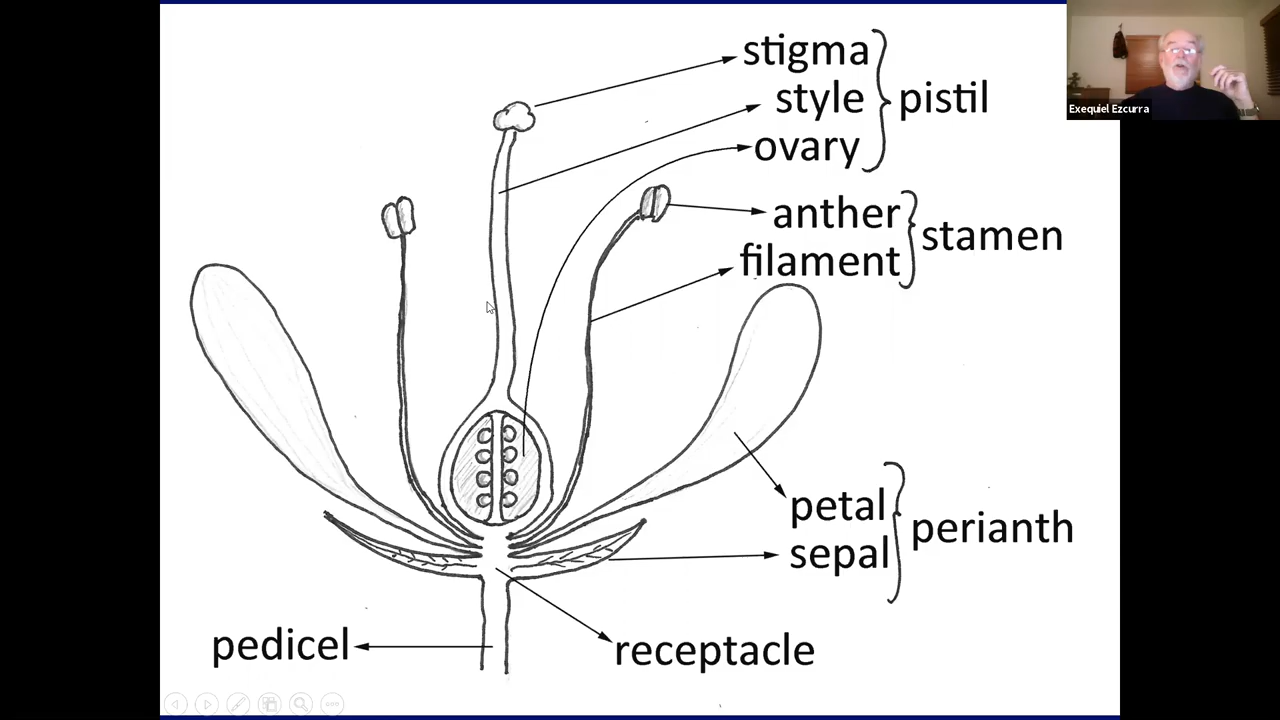 stigma
style
ovary
pistil
anther
filament
stamen
petal
sepal
perianth
pedicel
receptacle
Exequiel Ezcurra